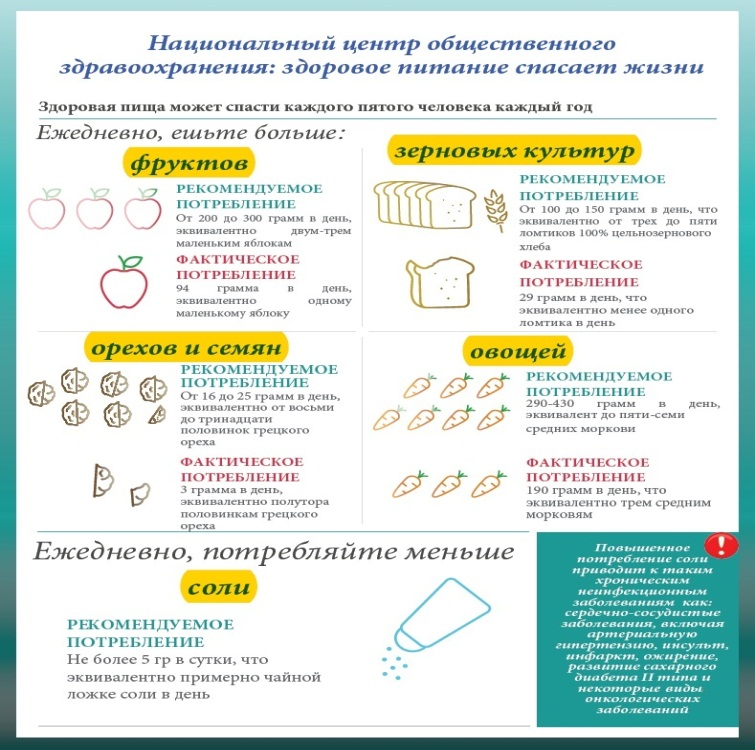 Национальный центр общественного
здравоохранения: здоровое питание спасает жизни
Здоровая пища может спасти каждого пятого человека каждый год
Ежедневно, ешьте больше:
фруктов
РЕКОМЕНДУЕМОЕ
ПОТРЕБЛЕНИЕ
От 200 до 300 грамм в день,
эквивалентно двум-трем
маленьким яблокам
ФАКТИЧЕСКОЕ
ПОТРЕБЛЕНИЕ
94 грамма в день,
эквивалентно одному
маленькому яблоку
зерновых культур
РЕКОМЕНДУЕМОЕ
ПОТРЕБЛЕНИЕ
От 100 до 150 грамм в день, что
эквивалентно от трех до пяти
ломтиков 100% цельнозернового
хлеба
ФАКТИЧЕСКОЕ
ПОТРЕБЛЕНИЕ
29 грамм в день, что
эквивалентно менее одного
ломтика в день
орехов и семян
РЕКОМЕНДУЕМОЕ
ПОТРЕБЛЕНИЕ
От 16 до 25 грамм в день,
эквивалентно от восьми
до тринадцати
половинок грецкого
ореха
ФАКТИЧЕСКОЕ
ПОТРЕБЛЕНИЕ
3 грамма в день,
эквивалентно полутора
половинкам грецкого
ореха
овощей
РЕКОМЕНДУЕМОЕ
ПОТРЕБЛЕНИЕ
290-430 грамм в день,
эквивалент до пяти-семи
средних моркови
ФАКТИЧЕСКОЕ
ПОТРЕБЛЕНИЕ
190 грамм в день, что
эквивалентно трем средним
морковям
Ежедневно, потребляйте меньше
соли
РЕКОМЕНДУЕМОЕ
ПОТРЕБЛЕНИЕ
Не более 5 гр в сутки, что
эквивалентно примерно чайной
ложке соли в день
!
Повышенное
потребление соли
приводит к таким
хроническим
неинфекционным
заболеваниям как:
сердечно-сосудистые
заболевания, включая
артериальную
гипертензию, инсульт,
инфаркт, ожирение,
развитие сахарного
диабета II типа и
некоторые виды
онкологических
заболеваний